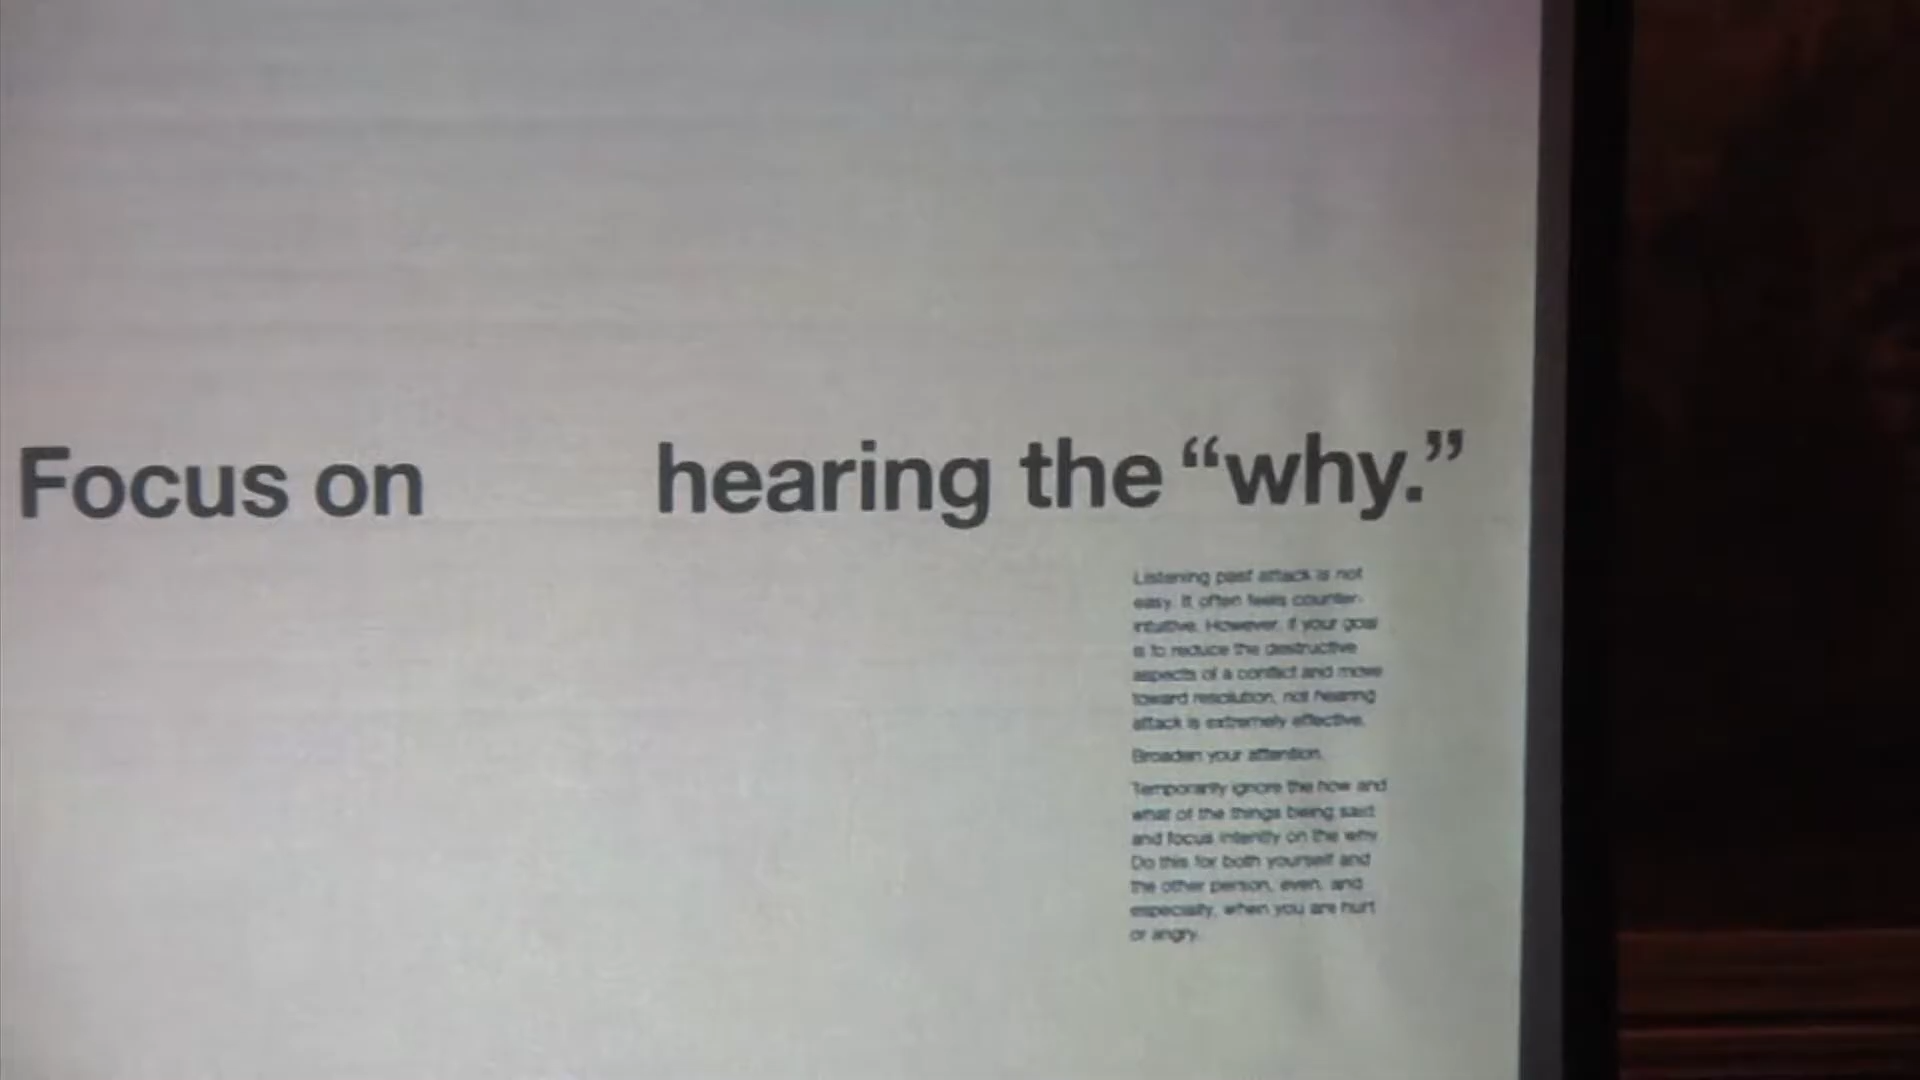 Focus on hearing the “why.”
Listening past attack is not
easy. It often feels counter-
intuitive. However, if your goal
is to reduce the destructive
aspects of a conflict and move
toward resolution, not hearing
attack is extremely effective.
Broaden your attention.
Temporarily ignore the how and
what of the things being said
and focus intently on the why.
Do this for both yourself and
the other person, even, and
especially, when you are hurt
or angry.